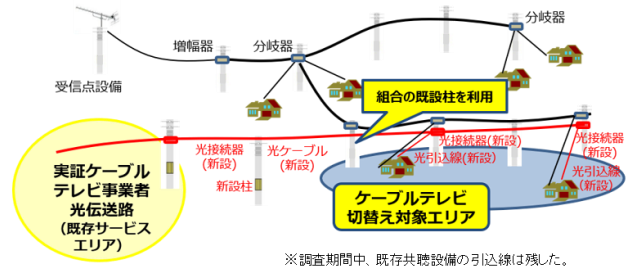 分岐器
増幅器
分岐器
受信点設備
組合の既設柱を利用
光接続器
(新設)
光ケーブル
(新設)
光接続器(新設)
光引込線(新設)
光接続器
(新設)
光引込線
(新設)
新設柱
実証ケーブル
テレビ事業者
光伝送路
(既存サービス
エリア)
ケーブルテレビ
切替え対象エリア
※調査期間中、既存共聴設備の引込線は残した。